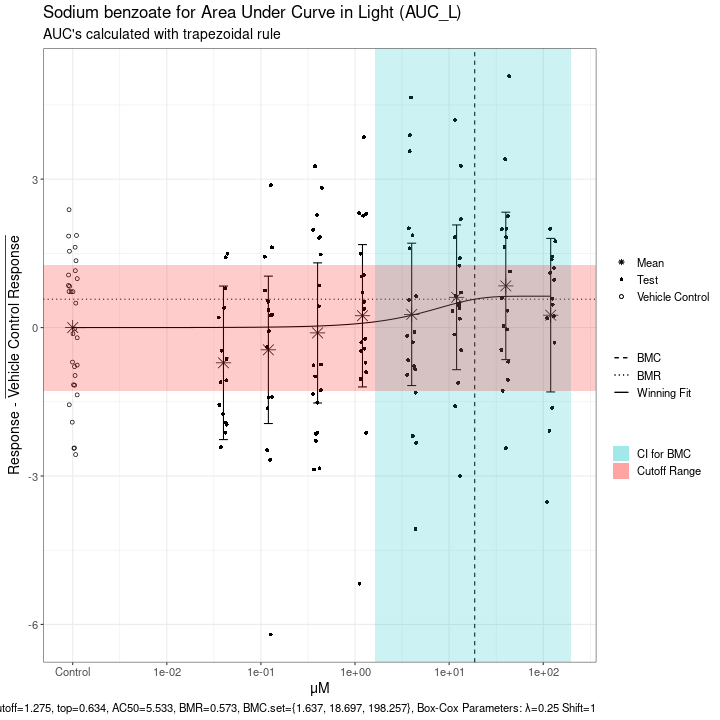 Sodium benzoate for Area Under Curve in Light (AUC_L)
AUC's calculated with trapezoidal rule
Response - Vehicle Control Response
3
0
-3
-6
Control
1e-02
1e-01
1e+00
1e+01
1e+02
μM
Mean
Test
Vehicle Control
BMC
BMR
Winning Fit
CI for BMC
Cutoff Range
utoff=1.275, top=0.634, AC50=5.533, BMR=0.573, BMC.set={1.637, 18.697, 198.257}, Box-Cox Parameters: λ=0.25 Shift=1